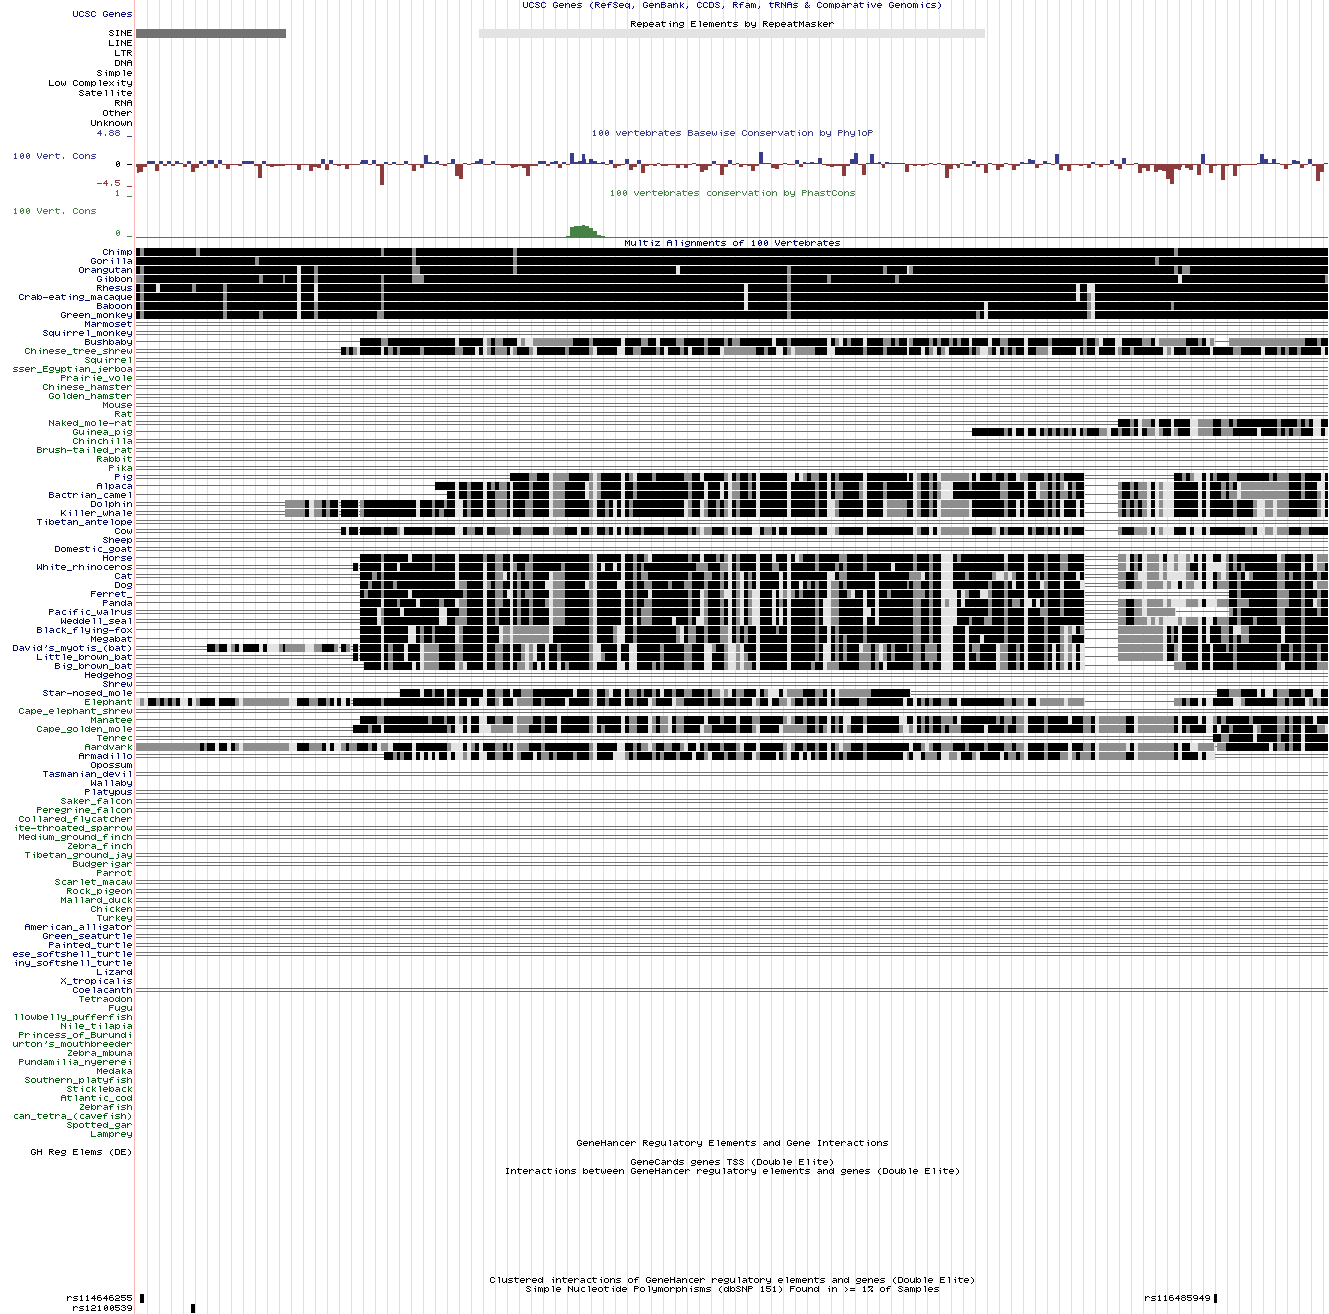 UCSC Genes (RefSeq, GenBank, CCDS, Rfam, tRNAs & Comparative Genomics)
UCSC Genes
Repeating Elements by RepeatMasker
SINE
LINE
LTR
DNA
Simple
Low Complexity
Satellite
RNA
Other
Unknown
4.88 _
100 vertebrates Basewise Conservation by PhyloP
100 Vert. Cons
0 _
-4.5 _
1 _
100 vertebrates conservation by PhastCons
100 Vert. Cons
0 _
Multiz Alignments of 100 Vertebrates
Chimp
Gorilla
Orangutan
Gibbon
Rhesus
Crab-eating_macaque
Baboon
Green_monkey
Marmoset
Squirrel_monkey
Bushbaby
Chinese_tree_shrew
Squirrel
sser_Egyptian_jerboa
Prairie_vole
Chinese_hamster
Golden_hamster
Mouse
Rat
Naked_mole-rat
Guinea_pig
Chinchilla
Brush-tailed_rat
Rabbit
Pika
Pig
Alpaca
Bactrian_camel
Dolphin
Killer_whale
Tibetan_antelope
Cow
Sheep
Domestic_goat
Horse
White_rhinoceros
Cat
Dog
Ferret_
Panda
Pacific_walrus
Weddell_seal
Black_flying-fox
Megabat
David's_myotis_(bat)
Little_brown_bat
Big_brown_bat
Hedgehog
Shrew
Star-nosed_mole
Elephant
Cape_elephant_shrew
Manatee
Cape_golden_mole
Tenrec
Aardvark
Armadillo
Opossum
Tasmanian_devil
Wallaby
Platypus
Saker_falcon
Peregrine_falcon
Collared_flycatcher
ite-throated_sparrow
Medium_ground_finch
Zebra_finch
Tibetan_ground_jay
Budgerigar
Parrot
Scarlet_macaw
Rock_pigeon
Mallard_duck
Chicken
Turkey
American_alligator
Green_seaturtle
Painted_turtle
ese_softshell_turtle
iny_softshell_turtle
Lizard
X_tropicalis
Coelacanth
Tetraodon
Fugu
llowbelly_pufferfish
Nile_tilapia
Princess_of_Burundi
urton's_mouthbreeder
Zebra_mbuna
Pundamilia_nyererei
Medaka
Southern_platyfish
Stickleback
Atlantic_cod
Zebrafish
can_tetra_(cavefish)
Spotted_gar
Lamprey
GeneHancer Regulatory Elements and Gene Interactions
GH Reg Elems (DE)
GeneCards genes TSS (Double Elite)
Interactions between GeneHancer regulatory elements and genes (Double Elite)
Clustered interactions of GeneHancer regulatory elements and genes (Double Elite)
Simple Nucleotide Polymorphisms (dbSNP 151) Found in >= 1% of Samples
rs114646255
rs116485949
rs12100539